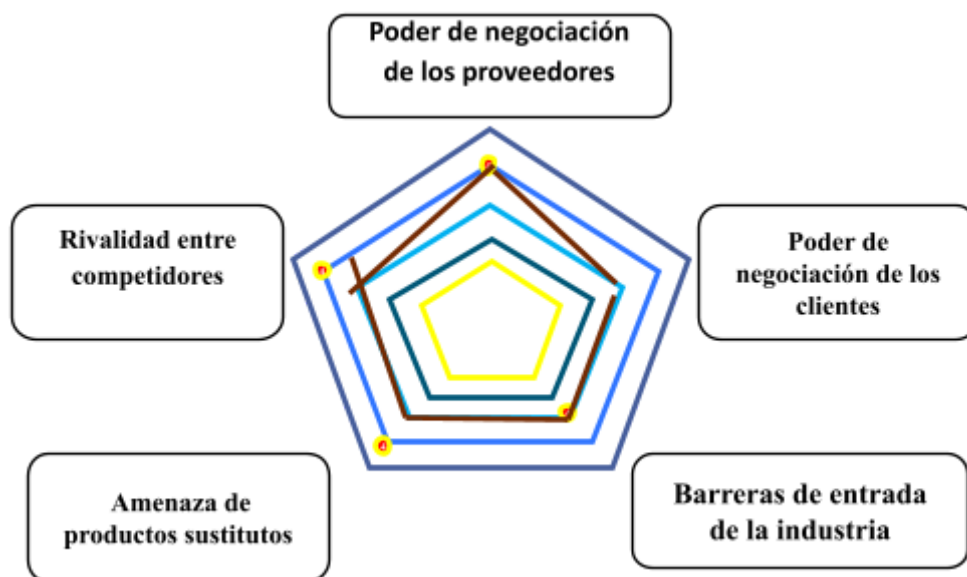 Poder de negociación
de los proveedores
Rivalidad entre
competidores
Poder de
negociación de los
clientes
Amenaza de
productos sustitutos
Barreras de entrada
de la industria